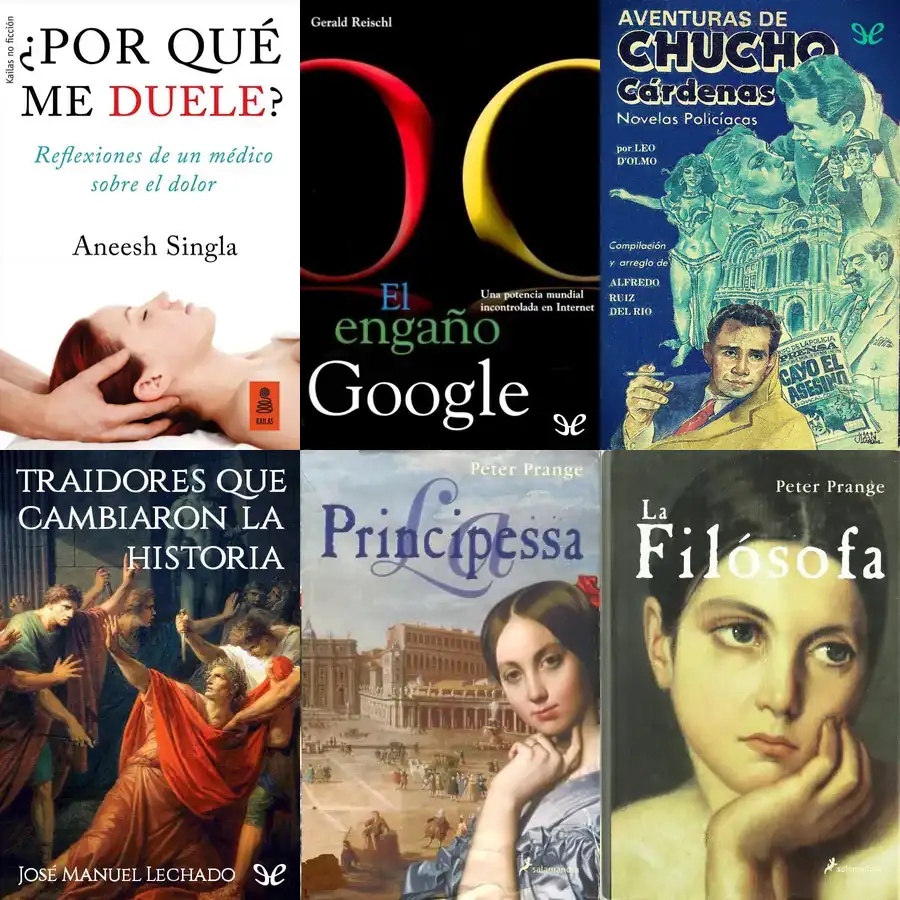 Kailas no ficción
¿POR QUÉ
ME DUELE?
Reflexiones de un médico
sobre el dolor
Aneesh Singla
KAILAS
Gerald Reischl
El
engaño
Google
Una potencia mundial
incontrolada en Internet
AVENTURAS DE
CHUCHO
Cárdenas
Novelas Policíacas
por LEO
D'OLMO
Compilación
y arreglo de
ALFREDO
RUIZ
DEL RIO
PRENSA
CAYO EL
ASESINO
TRAIDORES QUE
CAMBIARON LA
HISTORIA
JOSÉ MANUEL LECHADO
Peter Prange
La
Principessa
salamandra
Peter Prange
La
Filósofa
salamandra